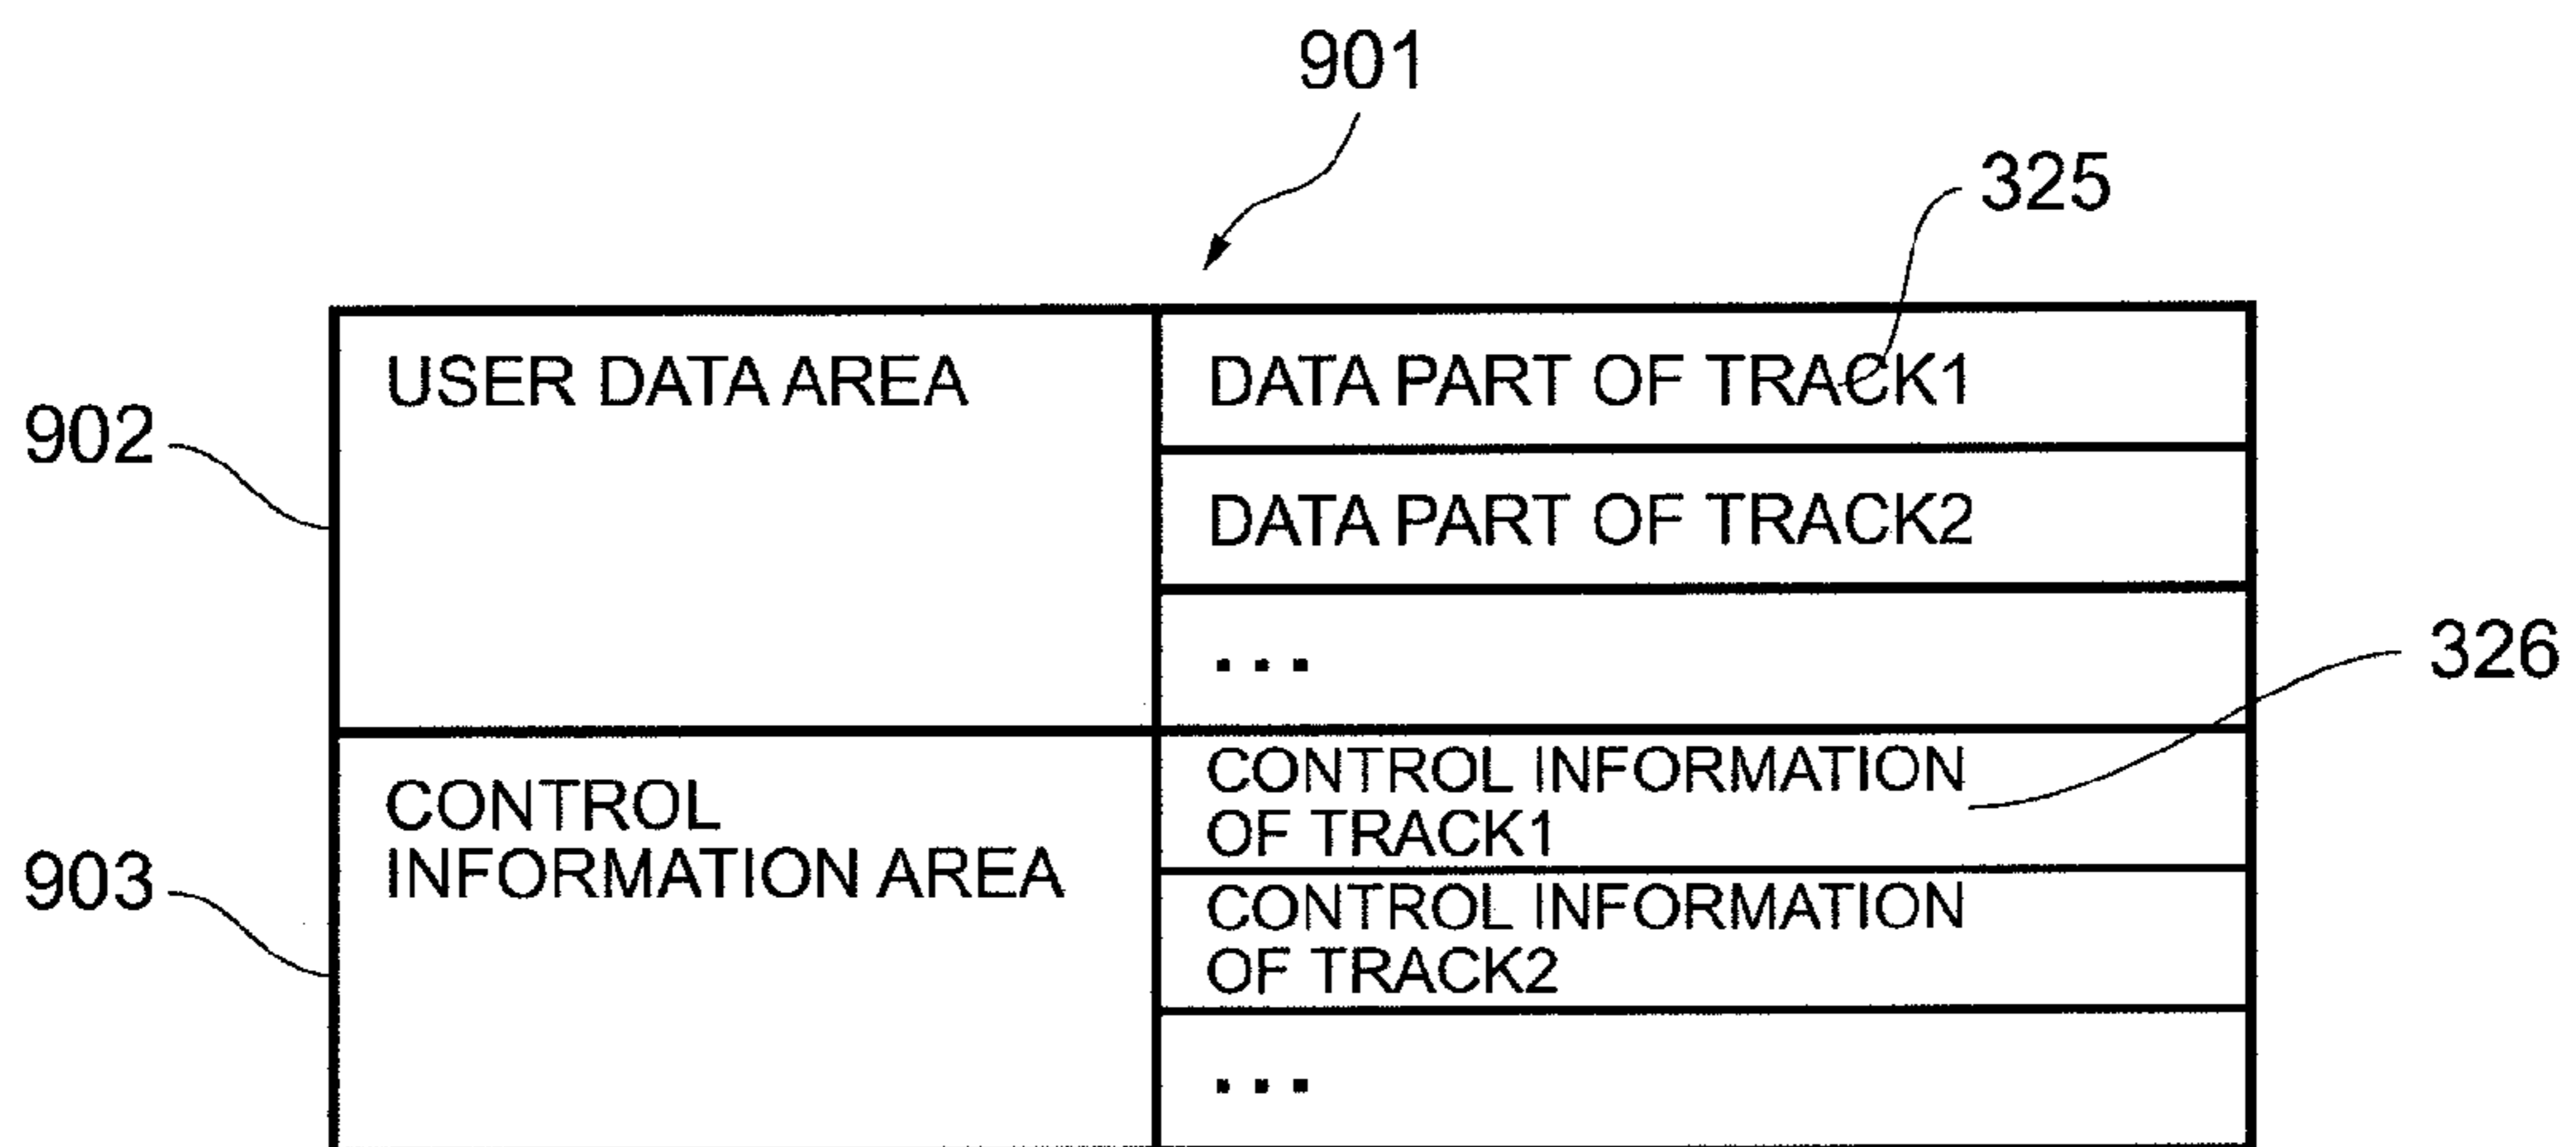 901
325
USER DATA AREA
DATA PART OF TRACK1
902
DATA PART OF TRACK2
...
326
CONTROL
INFORMATION AREA
CONTROL INFORMATION
OF TRACK1
903
CONTROL INFORMATION
OF TRACK2
...